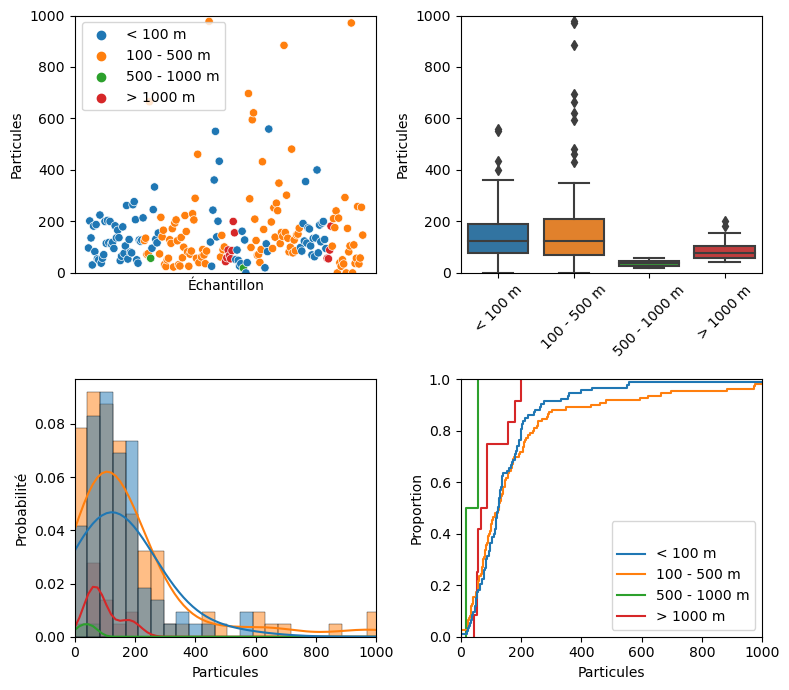 1000
800
600
400
200
0
Particules
< 100 m
100 - 500 m
500 - 1000 m
> 1000 m
Échantillon
1000
800
600
400
200
0
Particules
< 100 m
100 - 500 m
500 - 1000 m
> 1000 m
0.08
0.06
0.04
0.02
0.00
Probabilité
0 200 400 600 800 1000
Particules
1.0
0.8
0.6
0.4
0.2
0.0
Proportion
< 100 m
100 - 500 m
500 - 1000 m
> 1000 m
0 200 400 600 800 1000
Particules